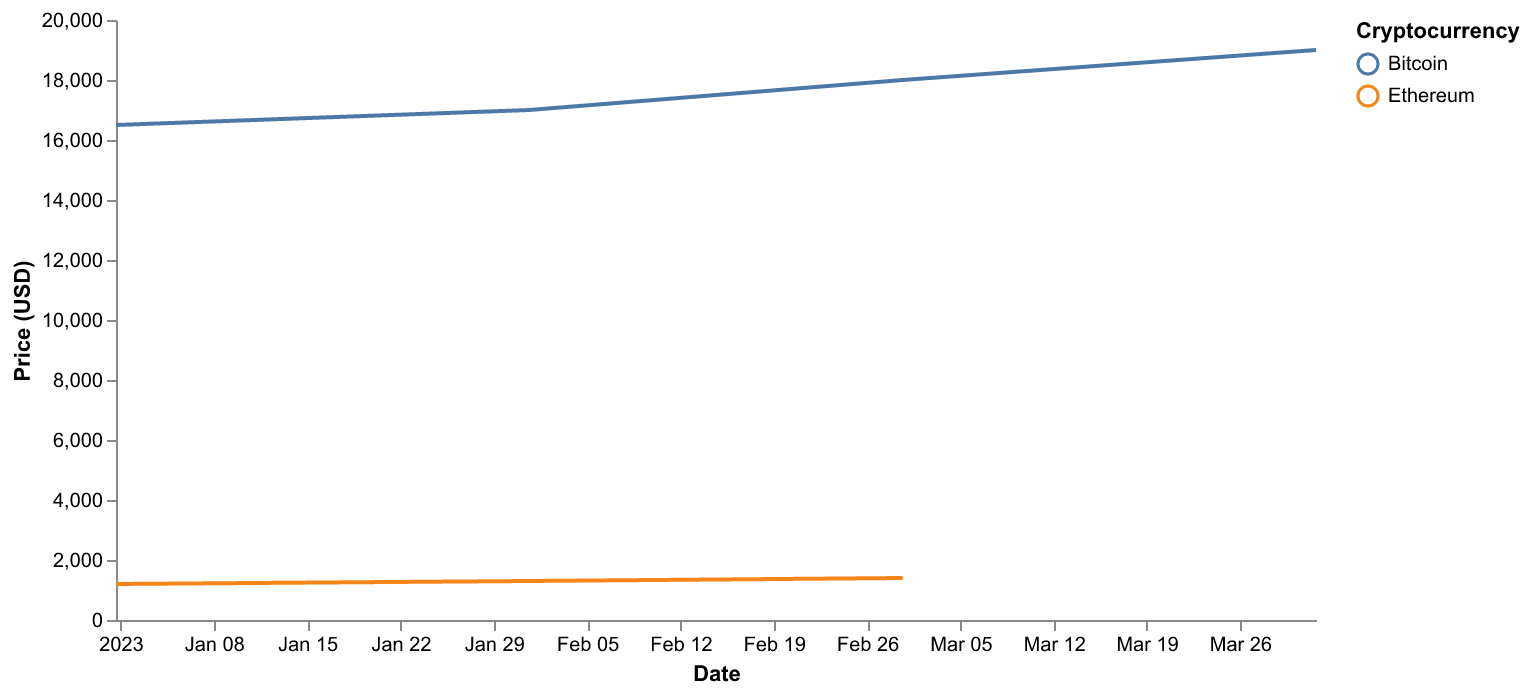 20,000
18,000
16,000
14,000
12,000
10,000
8,000
6,000
4,000
2,000
0
Price (USD)
2023 Jan 08 Jan 15 Jan 22 Jan 29 Feb 05 Feb 12 Feb 19 Feb 26 Mar 05 Mar 12 Mar 19 Mar 26
Date
Cryptocurrency
Bitcoin
Ethereum